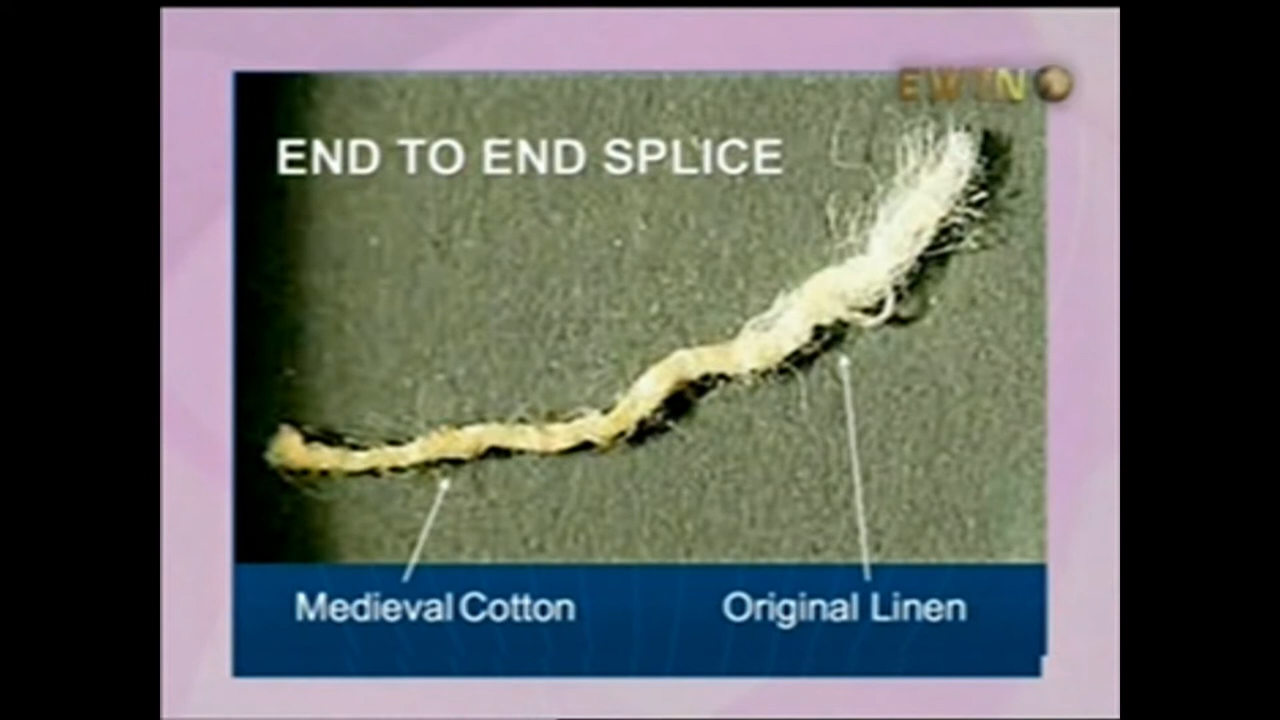 EWTN
END TO END SPLICE
Medieval Cotton
Original Linen